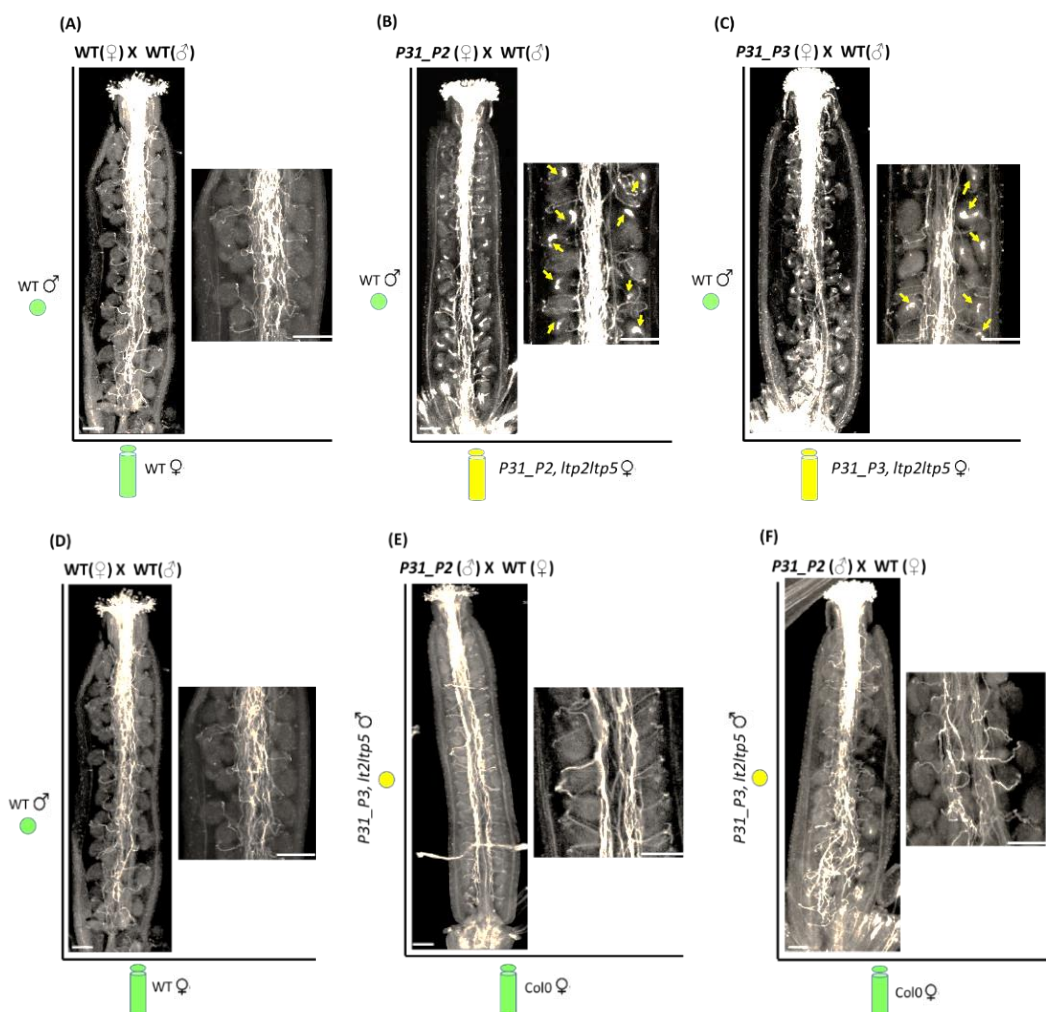 (A)
WT(♀) X WT(♂)
WT ♂
WT ♀
(B)
P31_P2 (♀) X WT(♂)
WT ♂
P31_P2, ltp2ltp5 ♀
(C)
P31_P3 (♀) X WT(♂)
WT ♂
P31_P3, ltp2ltp5 ♀
(D)
WT(♀) X WT(♂)
WT ♂
WT ♀
(E)
P31_P2 (♂) X WT (♀)
P31_P3, lt2ltp5 ♂
Col0 ♀
(F)
P31_P2 (♂) X WT (♀)
P31_P3, lt2ltp5 ♂
Col0 ♀